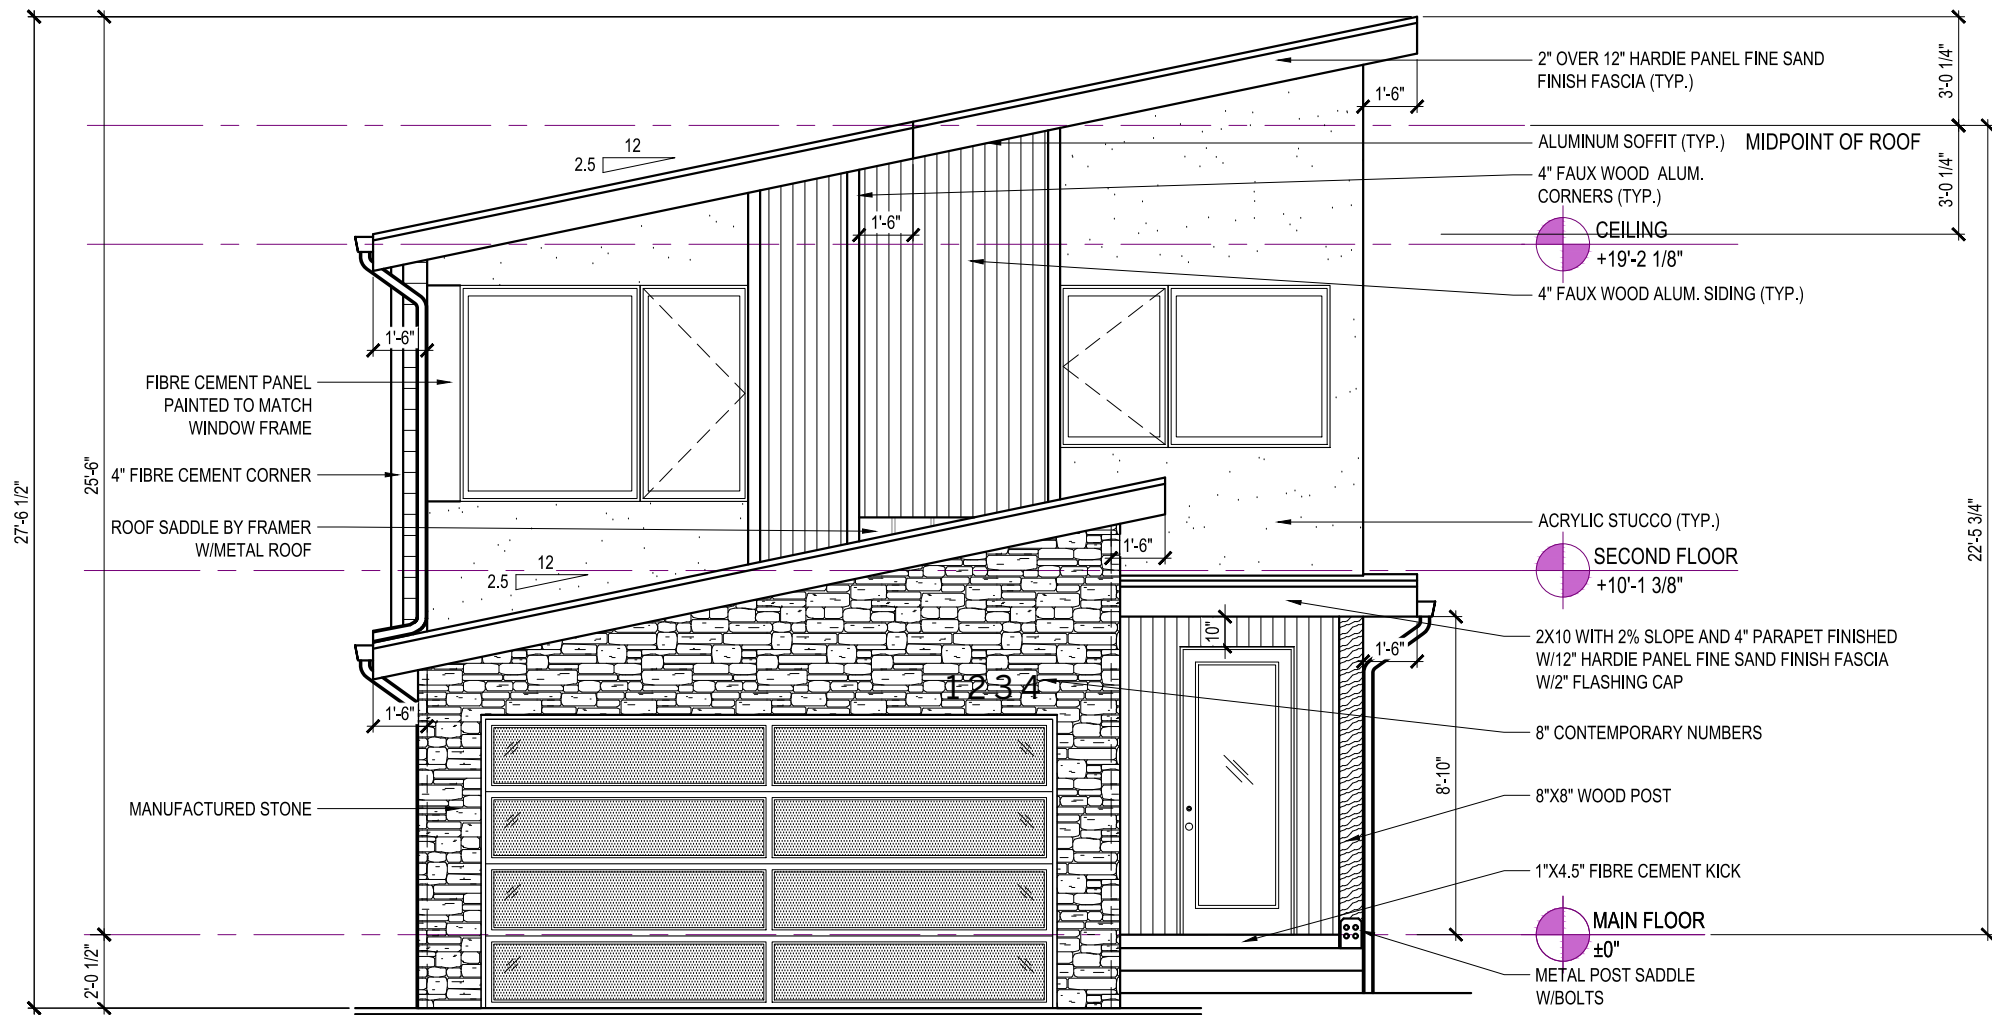 2" OVER 12" HARDIE PANEL FINE SAND
FINISH FASCIA (TYP.)
3'-0 1/4"
1'-6"
ALUMINUM SOFFIT (TYP.)
MIDPOINT OF ROOF
12
2.5
4" FAUX WOOD ALUM.
CORNERS (TYP.)
3'-0 1/4"
1'-6"
CEILING
+19'-2 1/8"
4" FAUX WOOD ALUM. SIDING (TYP.)
1'-6"
FIBRE CEMENT PANEL
PAINTED TO MATCH
WINDOW FRAME
4" FIBRE CEMENT CORNER
25'-6"
27'-6 1/2"
ROOF SADDLE BY FRAMER
W/METAL ROOF
ACRYLIC STUCCO (TYP.)
1'-6"
22'-5 3/4"
SECOND FLOOR
+10'-1 3/8"
12
2.5
10"
2X10 WITH 2% SLOPE AND 4" PARAPET FINISHED
W/12" HARDIE PANEL FINE SAND FINISH FASCIA
W/2" FLASHING CAP
1'-6"
1234
1'-6"
8" CONTEMPORARY NUMBERS
8'-10"
8"X8" WOOD POST
MANUFACTURED STONE
1"X4.5" FIBRE CEMENT KICK
MAIN FLOOR
±0"
2'-0 1/2"
METAL POST SADDLE
W/BOLTS